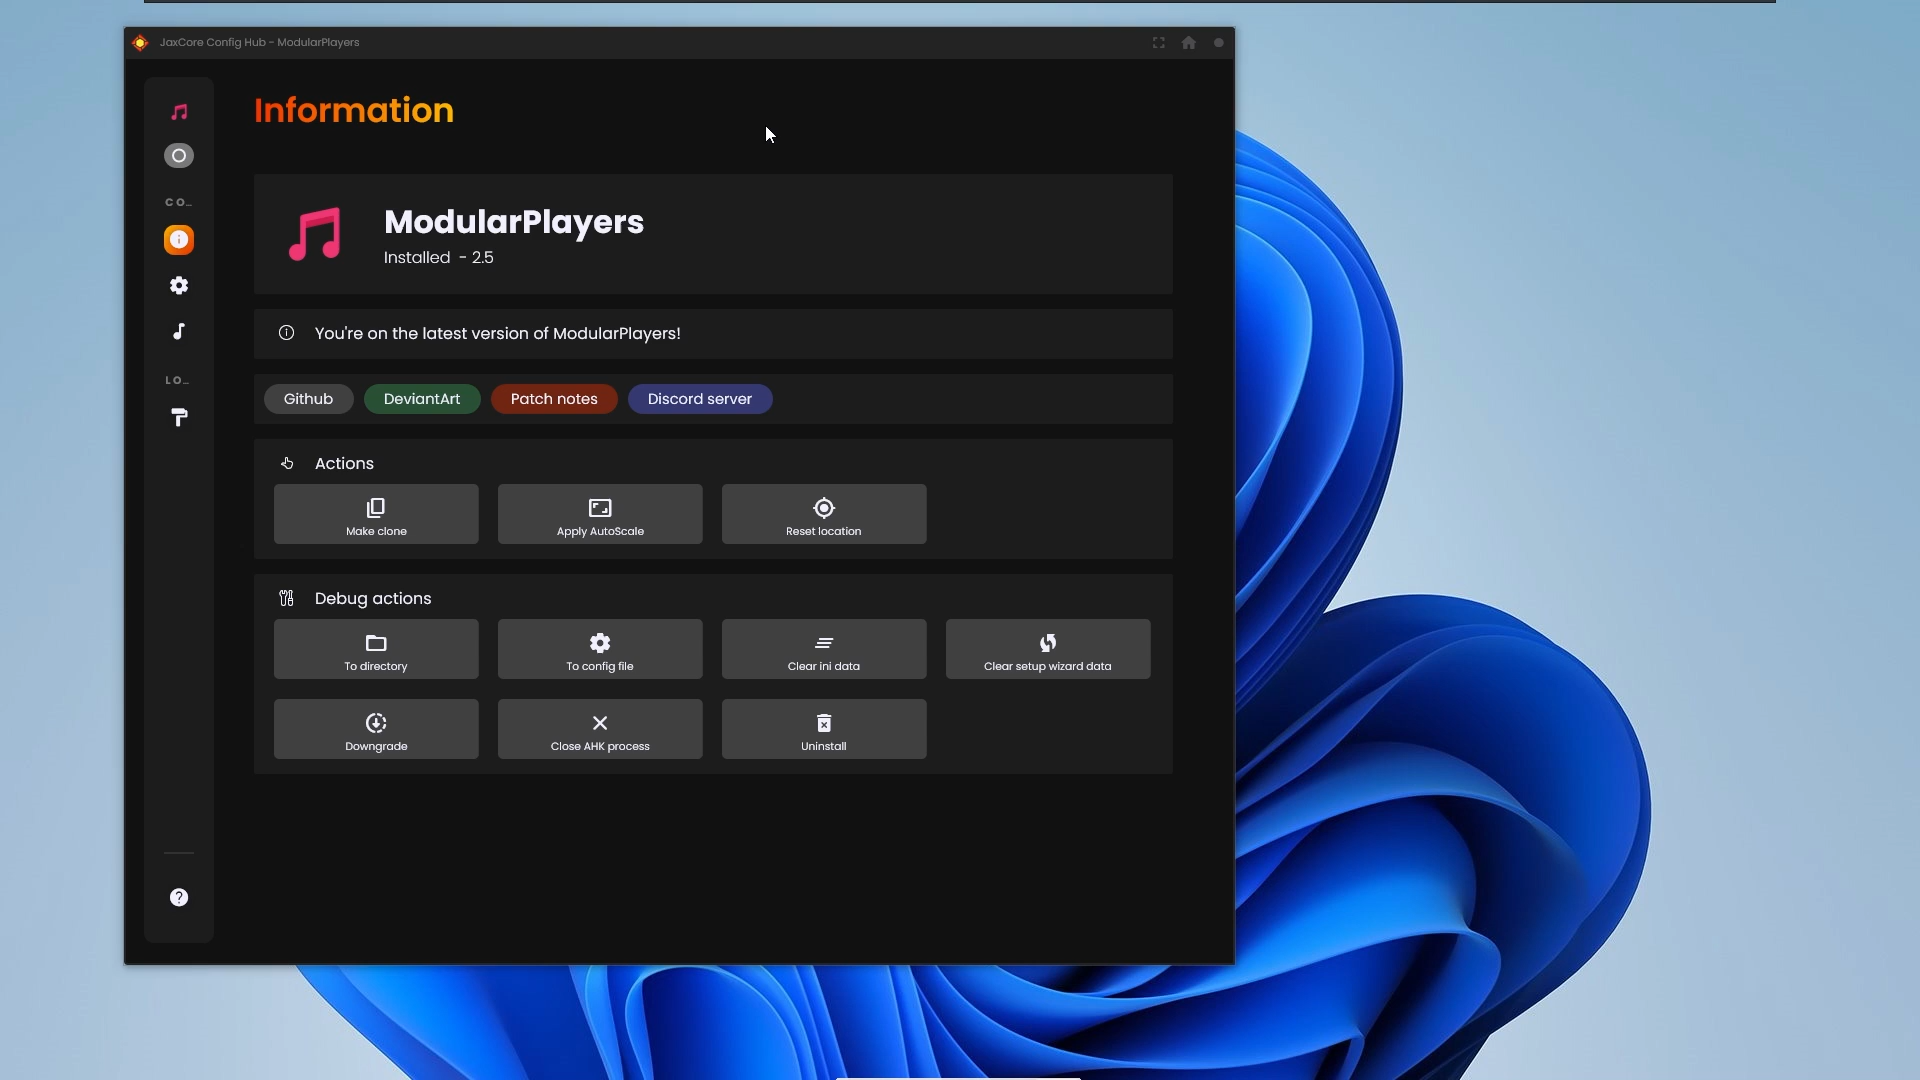 JaxCore Config Hub - ModularPlayers
Information
CO...
LO...
ModularPlayers
Installed - 2.5
You're on the latest version of ModularPlayers!
Github DeviantArt Patch notes Discord server
Actions
Make clone Apply AutoScale Reset location
Debug actions
To directory To config file Clear ini data Clear setup wizard data
Downgrade Close AHK process Uninstall